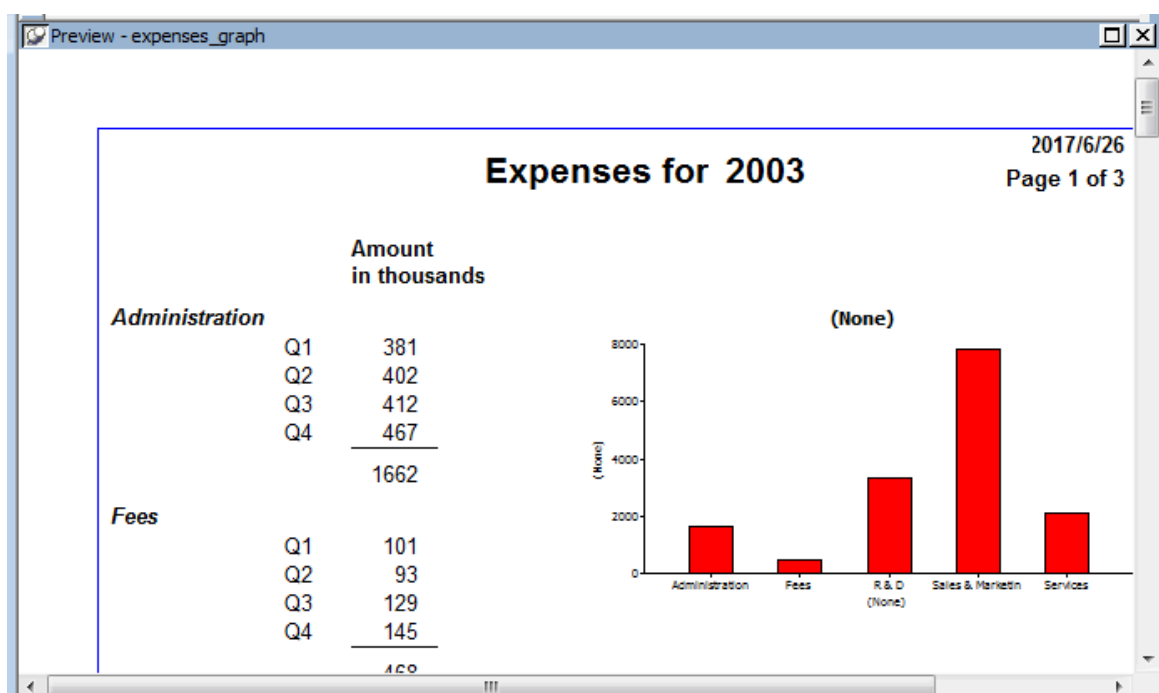 Preview - expenses_graph
2017/6/26
Expenses for 2003
Page 1 of 3
Amount
in thousands
Administration
Q1 381
Q2 402
Q3 412
Q4 467
1662
Fees
Q1 101
Q2 93
Q3 129
Q4 145
468
(None)
8000
6000
4000
2000
0
(None)
Administration Fees R & D Sales & Marketin Services
(None)